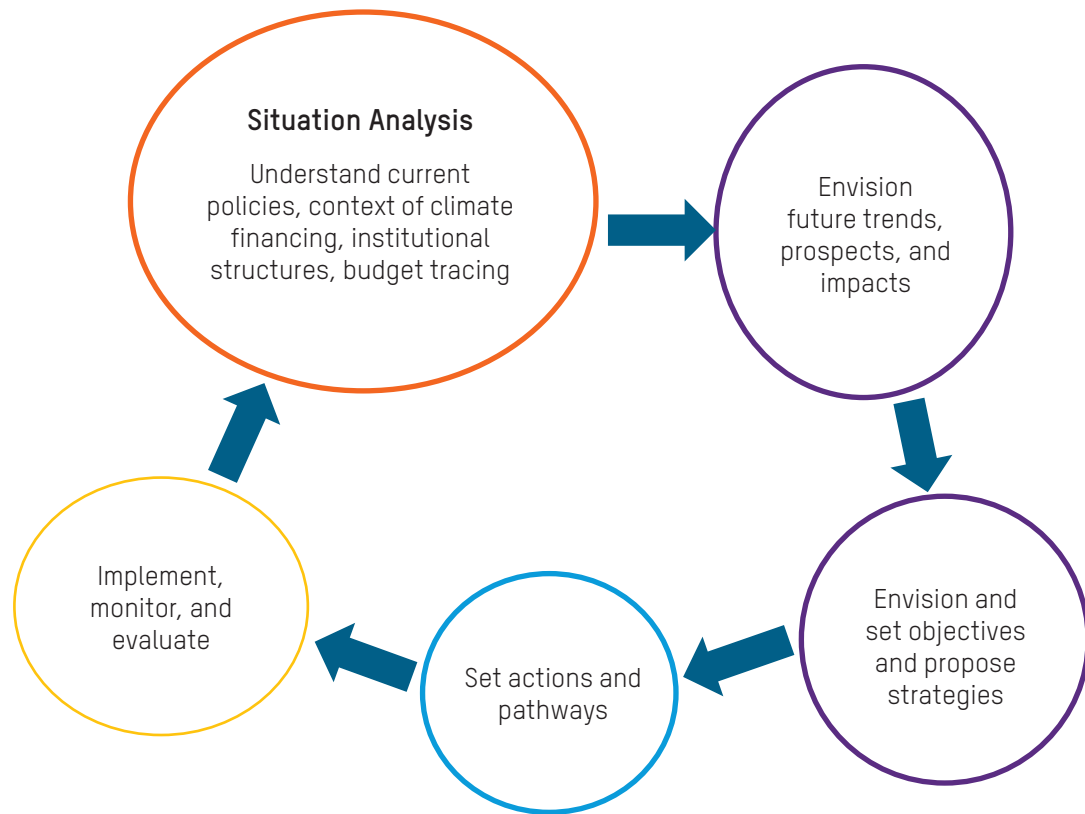 Situation Analysis
Understand current
policies, context of climate
financing, institutional
structures, budget tracing
Envision
future trends,
prospects, and
impacts
Envision and
set objectives
and propose
strategies
Set actions and
pathways
Implement,
monitor, and
evaluate